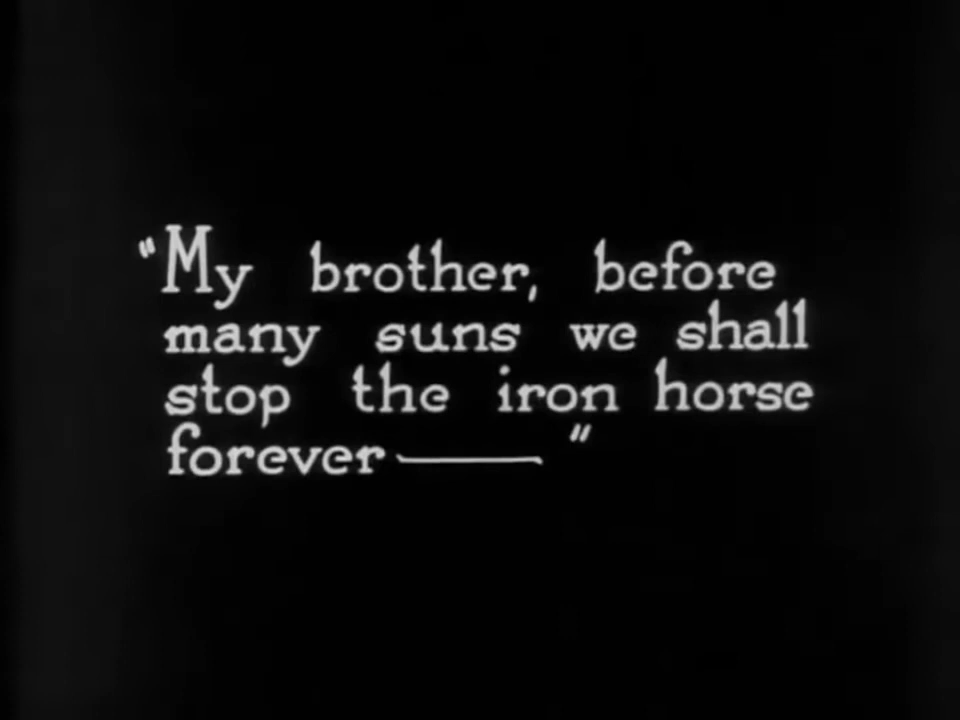 "My brother, before
many suns we shall
stop the iron horse
forever——"